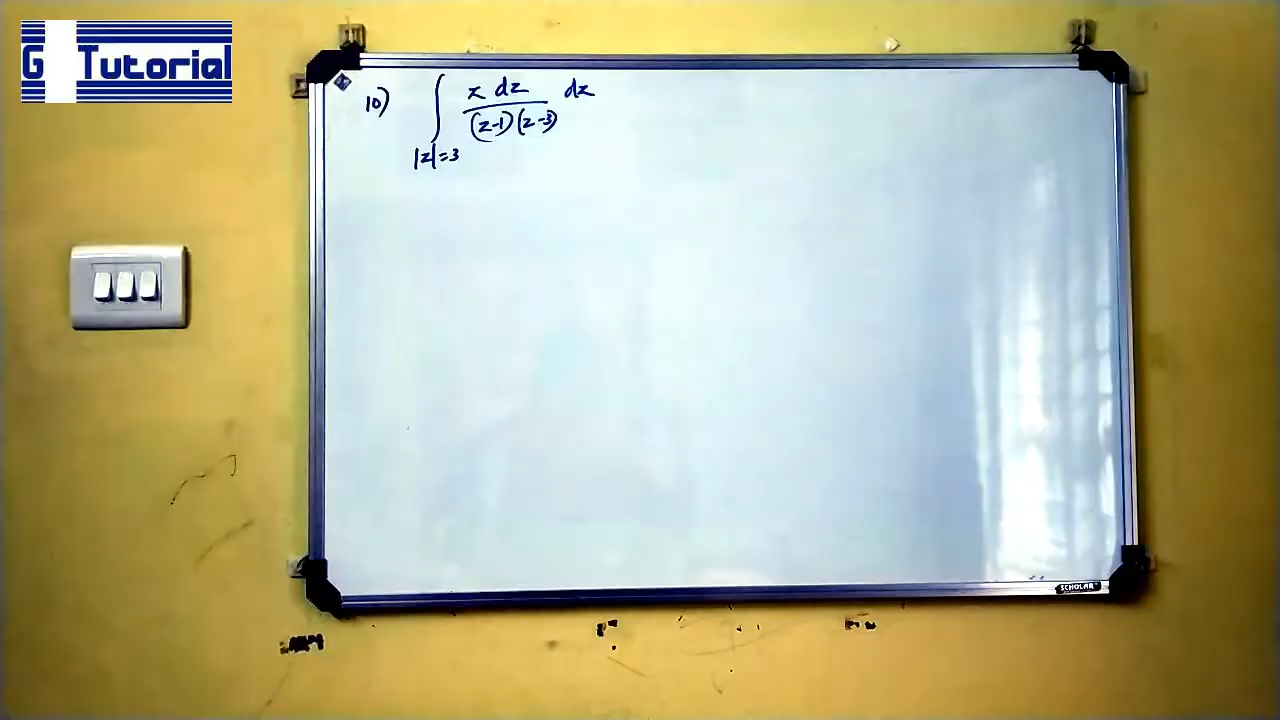 G Tutorial
10) ∫ z dz dz
(z-1)(z-3)
|z|=3
SCHOLAR